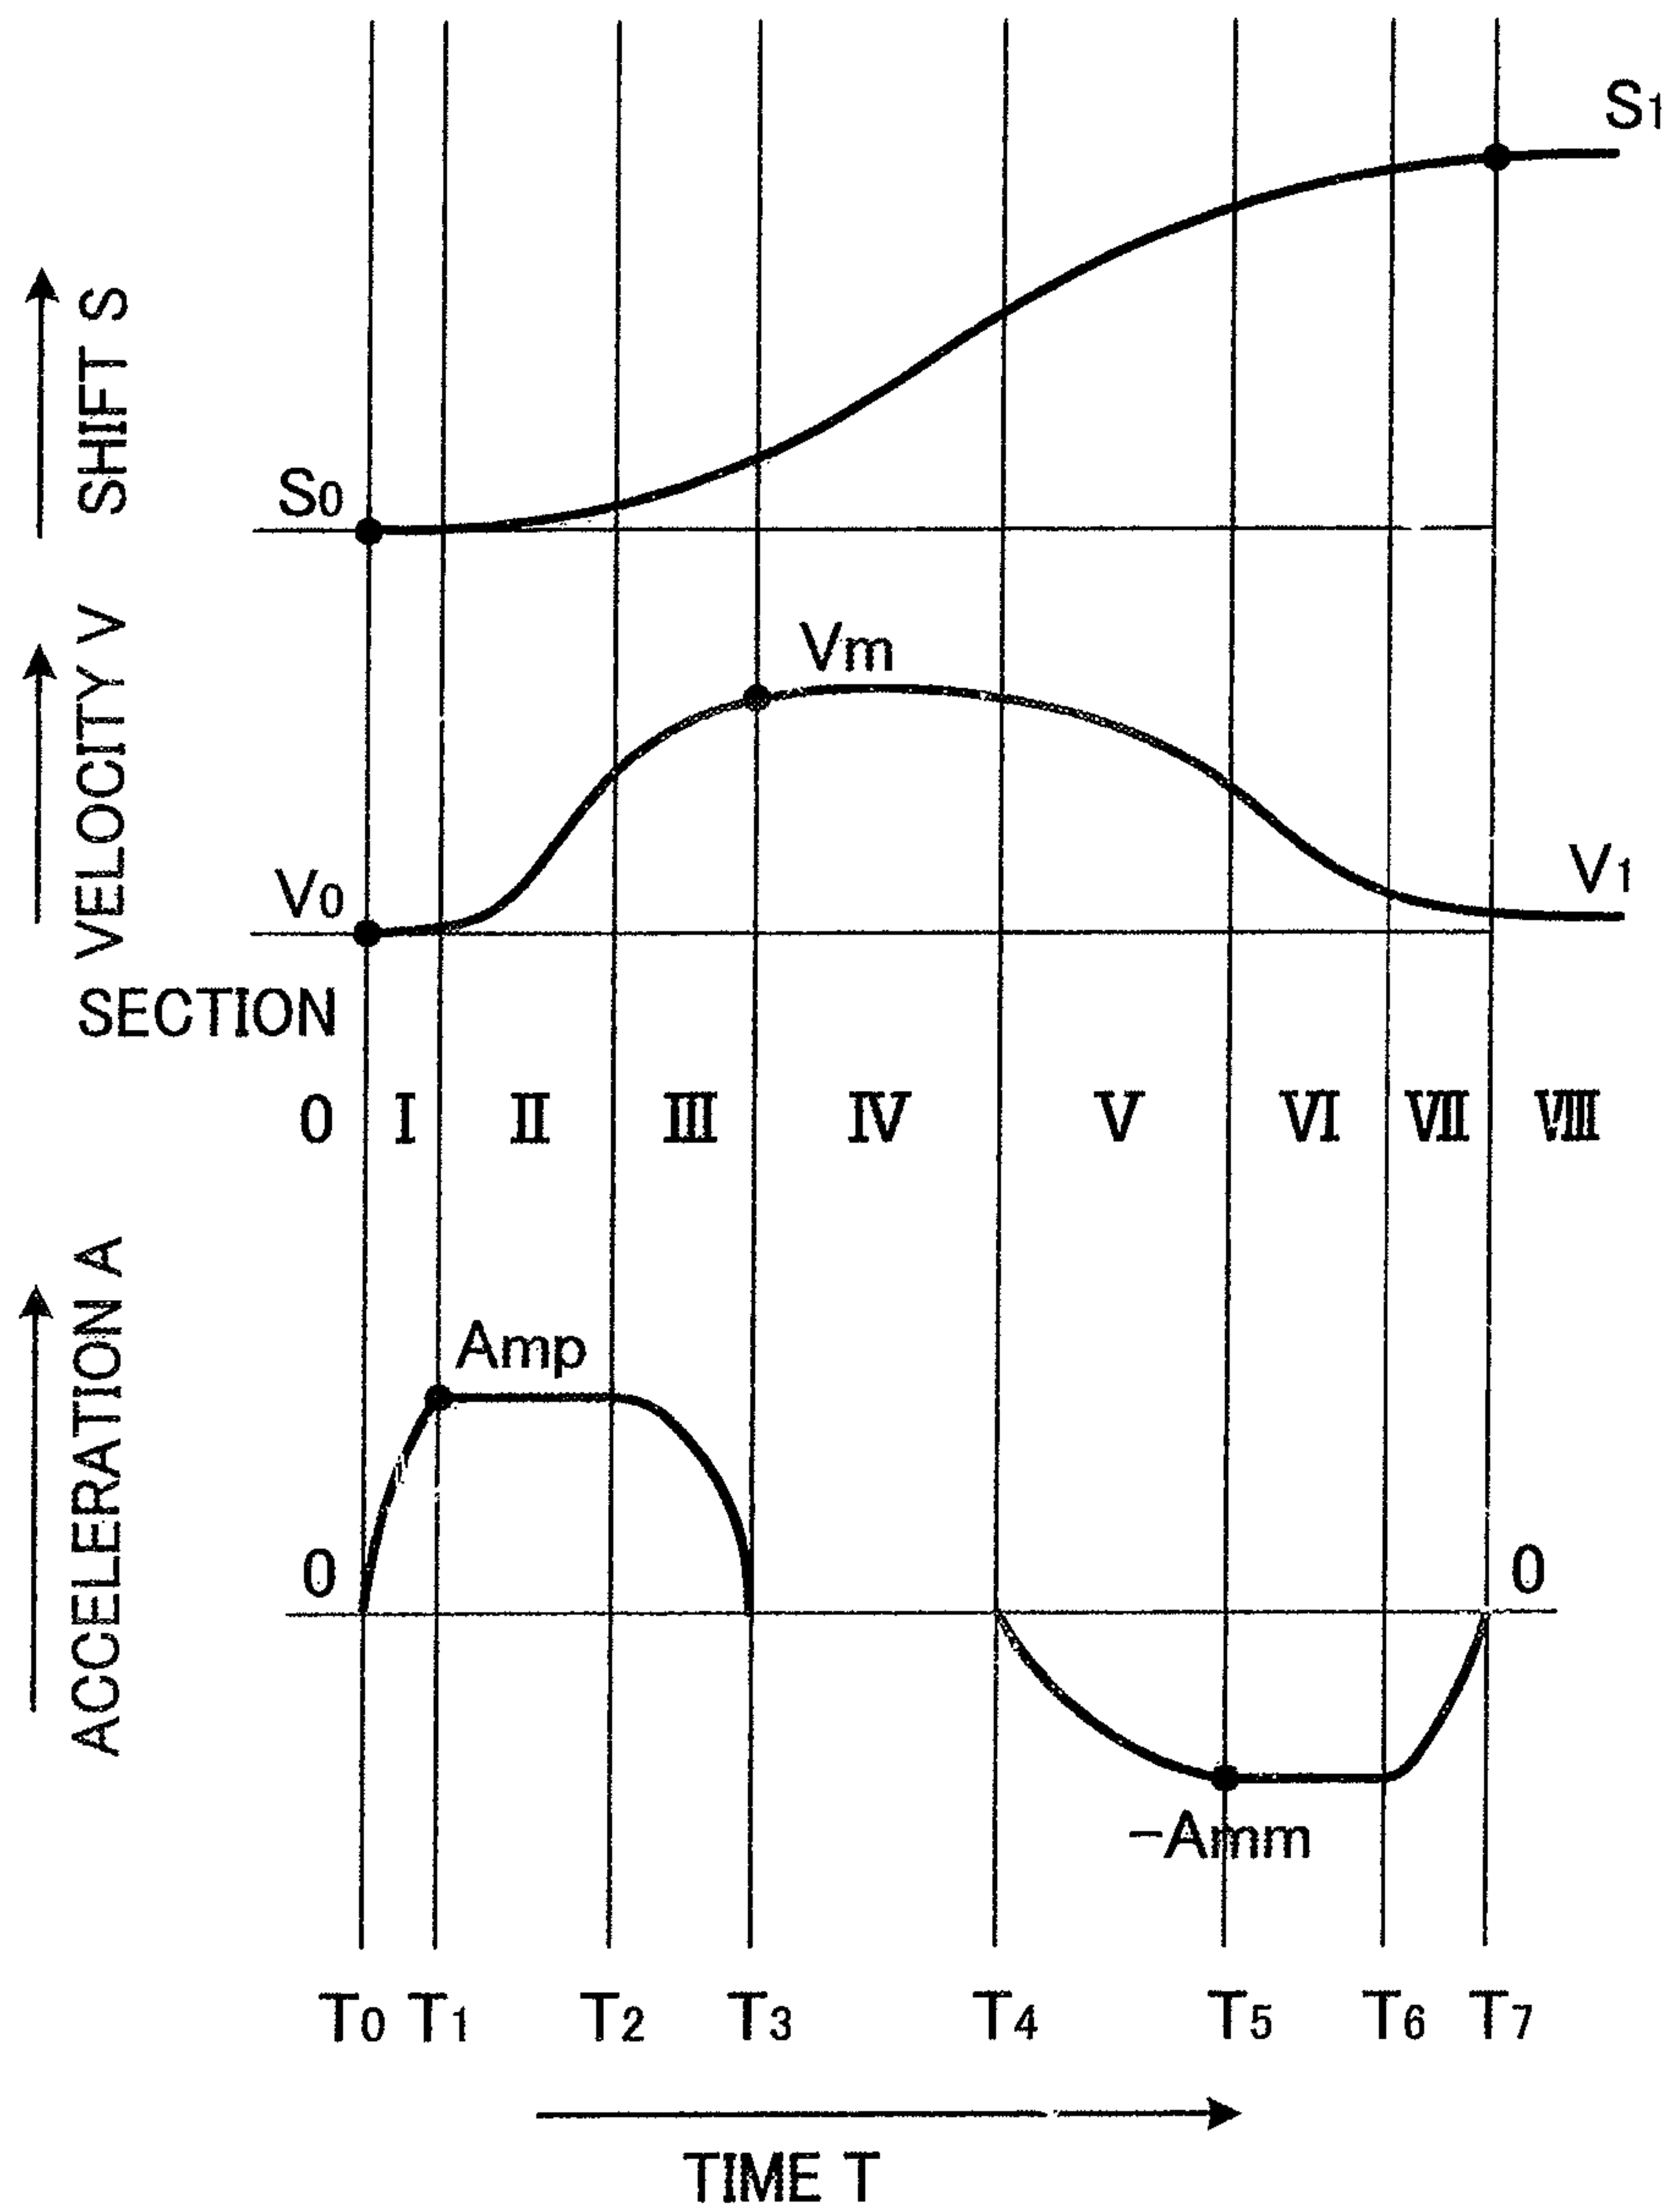 S1
SHIFT S
S0
Vm
VELOCITY V
V0
V1
SECTION
0 I II III IV V VI VII VIII
ACCELERATION A
Amp
0
0
-Amm
T0 T1 T2 T3 T4 T5 T6 T7
TIME T